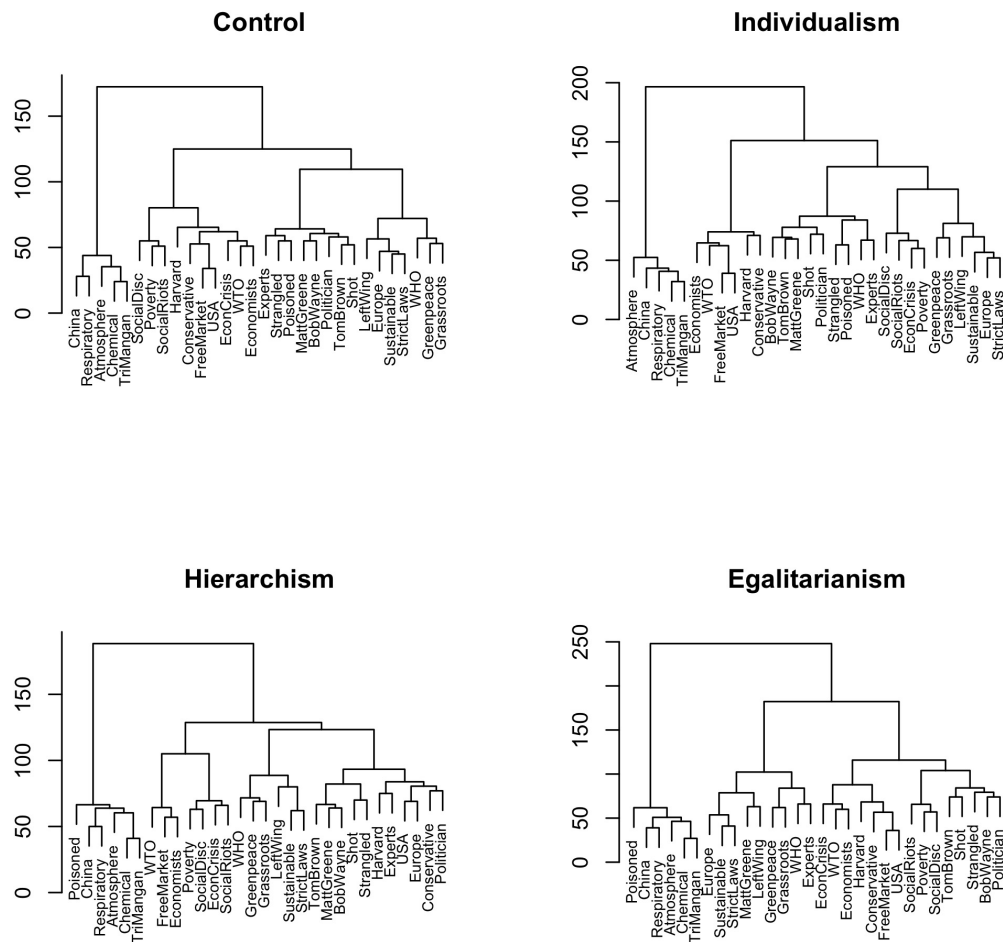 Control
150
100
50
0
China
Respiratory
Atmosphere
Chemical
TriMangan
SocialDisc
Poverty
SocialRiots
Harvard
Conservative
FreeMarket
USA
EconCrisis
WTO
Economists
Experts
Strangled
Poisoned
MattGreene
BobWayne
Politician
TomBrown
Shot
LeftWing
Europe
Sustainable
StrictLaws
WHO
Greenpeace
Grassroots
Individualism
200
150
100
50
0
Atmosphere
China
Respiratory
Chemical
TriMangan
Economists
WTO
FreeMarket
USA
Harvard
Conservative
BobWayne
TomBrown
MattGreene
Shot
Politician
Strangled
Poisoned
WHO
Experts
SocialDisc
SocialRiots
EconCrisis
Poverty
Greenpeace
Grassroots
LeftWing
Sustainable
Europe
StrictLaws
Hierarchism
150
100
50
0
Poisoned
China
Respiratory
Atmosphere
Chemical
TriMangan
WTO
FreeMarket
Economists
Poverty
SocialDisc
EconCrisis
SocialRiots
WHO
Greenpeace
Grassroots
LeftWing
Sustainable
StrictLaws
TomBrown
MattGreene
BobWayne
Shot
Strangled
Harvard
Experts
USA
Europe
Conservative
Politician
Egalitarianism
250
150
50
0
Poisoned
China
Respiratory
Atmosphere
Chemical
TriMangan
Europe
Sustainable
StrictLaws
MattGreene
LeftWing
Greenpeace
Grassroots
WHO
Experts
EconCrisis
WTO
Economists
Harvard
Conservative
FreeMarket
USA
SocialRiots
Poverty
SocialDisc
TomBrown
Shot
Strangled
BobWayne
Politician